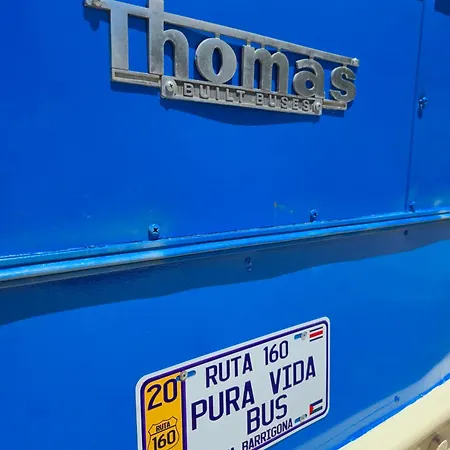 Thomas
BUILT BUSES
RUTA 160
20
PURA VIDA
BUS
RUTA
160
BARRIGONA